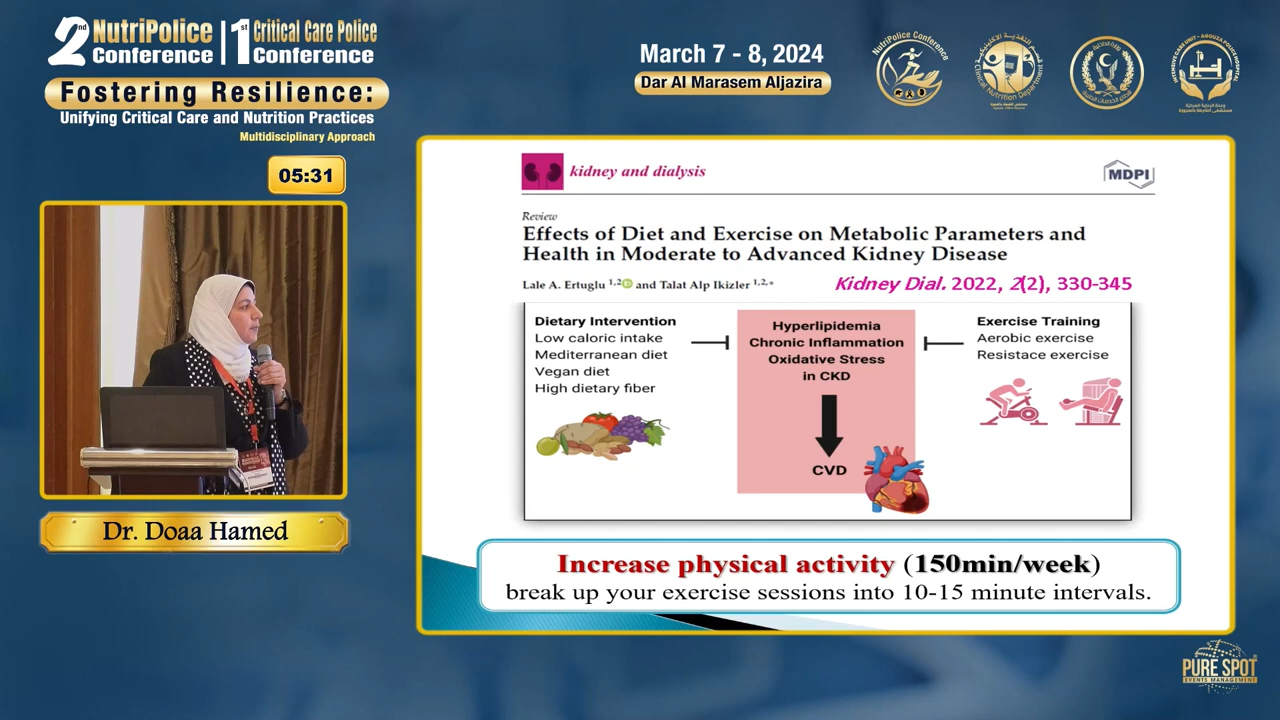 2nd NutriPolice Conference
1st Critical Care Police Conference
Fostering Resilience:
Unifying Critical Care and Nutrition Practices
Multidisciplinary Approach
March 7 - 8, 2024
Dar Al Marasem Aljazira
NutriPolice Conference
05:31
Dr. Doaa Hamed
kidney and dialysis
MDPI
Review
Effects of Diet and Exercise on Metabolic Parameters and
Health in Moderate to Advanced Kidney Disease
Lale A. Ertuglu 1,2 and Talat Alp Ikizler 1,2,*
Kidney Dial. 2022, 2(2), 330-345
Dietary Intervention
Low caloric intake
Mediterranean diet
Vegan diet
High dietary fiber
Hyperlipidemia
Chronic Inflammation
Oxidative Stress
in CKD
CVD
Exercise Training
Aerobic exercise
Resistace exercise
Increase physical activity (150min/week)
break up your exercise sessions into 10-15 minute intervals.
PURE SPOT
EVENTS MANAGEMENT